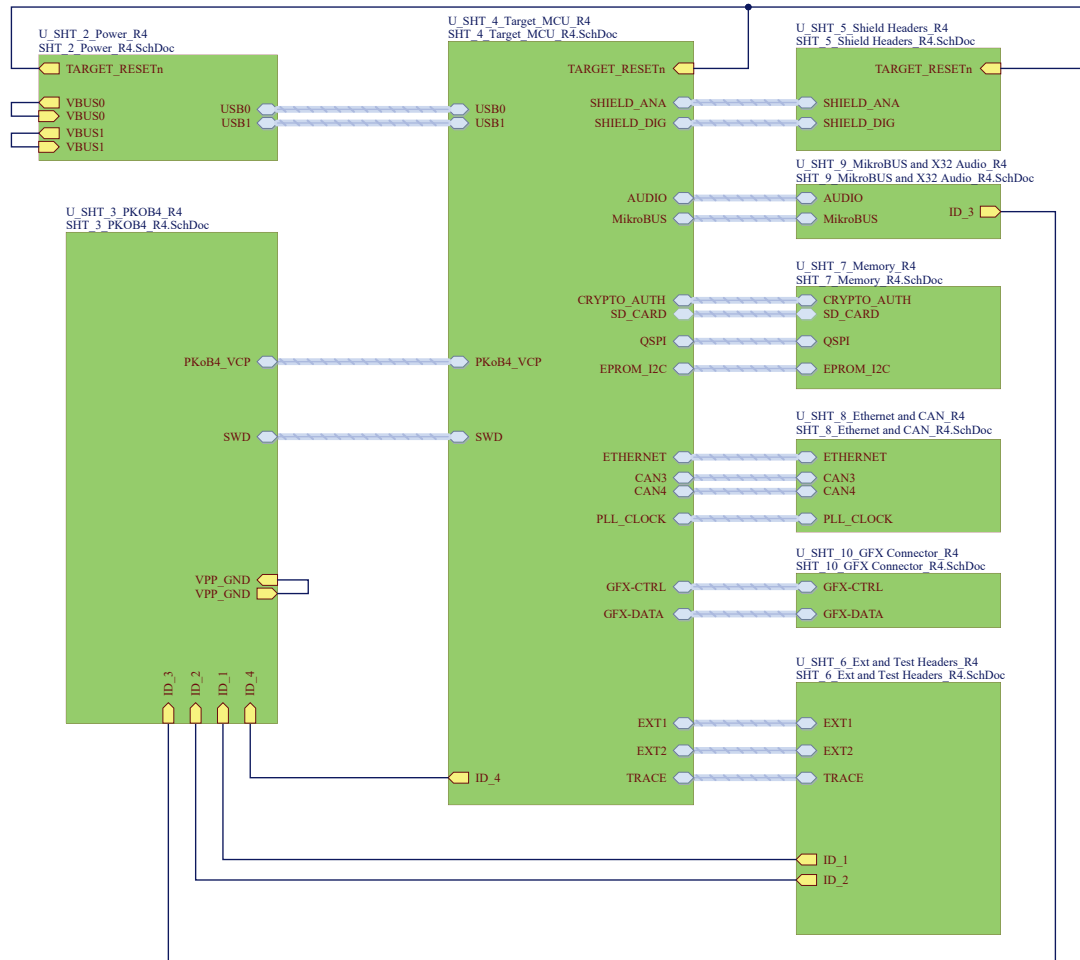 U_SHT_2_Power_R4
SHT_2_Power_R4.SchDoc
TARGET_RESETn
VBUS0
VBUS0
VBUS1
VBUS1
USB0
USB1
U_SHT_3_PKOB4_R4
SHT_3_PKOB4_R4.SchDoc
PKoB4_VCP
SWD
VPP_GND
VPP_GND
ID_3
ID_2
ID_1
ID_4
U_SHT_4_Target_MCU_R4
SHT_4_Target_MCU_R4.SchDoc
TARGET_RESETn
USB0
USB1
SHIELD_ANA
SHIELD_DIG
AUDIO
MikroBUS
CRYPTO_AUTH
SD_CARD
QSPI
EPROM_I2C
PKoB4_VCP
SWD
ETHERNET
CAN3
CAN4
PLL_CLOCK
GFX-CTRL
GFX-DATA
EXT1
EXT2
TRACE
ID_4
U_SHT_5_Shield Headers_R4
SHT_5_Shield Headers_R4.SchDoc
TARGET_RESETn
SHIELD_ANA
SHIELD_DIG
U_SHT_9_MikroBUS and X32 Audio_R4
SHT_9_MikroBUS and X32 Audio_R4.SchDoc
AUDIO
ID_3
MikroBUS
U_SHT_7_Memory_R4
SHT_7_Memory_R4.SchDoc
CRYPTO_AUTH
SD_CARD
QSPI
EPROM_I2C
U_SHT_8_Ethernet and CAN_R4
SHT_8_Ethernet and CAN_R4.SchDoc
ETHERNET
CAN3
CAN4
PLL_CLOCK
U_SHT_10_GFX Connector_R4
SHT_10_GFX Connector_R4.SchDoc
GFX-CTRL
GFX-DATA
U_SHT_6_Ext and Test Headers_R4
SHT_6_Ext and Test Headers_R4.SchDoc
EXT1
EXT2
TRACE
ID_1
ID_2